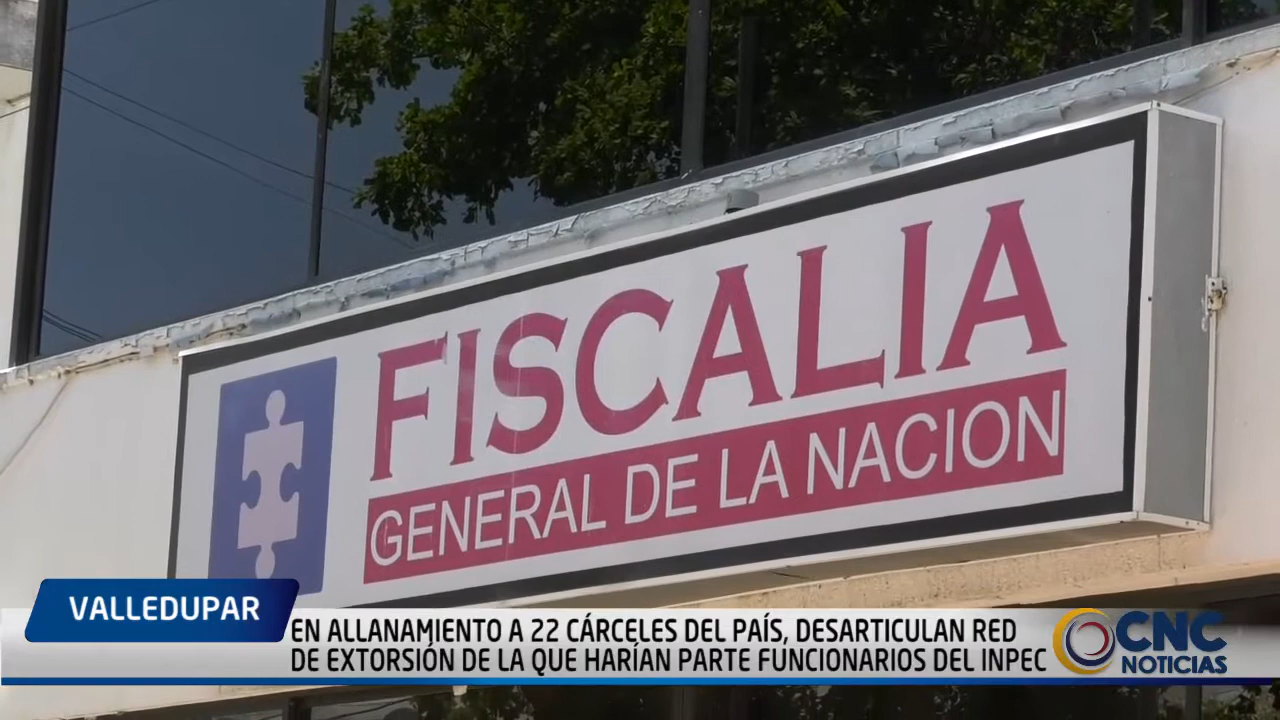 FISCALIA
GENERAL DE LA NACION
VALLEDUPAR
EN ALLANAMIENTO A 22 CÁRCELES DEL PAÍS, DESARTICULAN RED
DE EXTORSIÓN DE LA QUE HARÍAN PARTE FUNCIONARIOS DEL INPEC
CNC
NOTICIAS